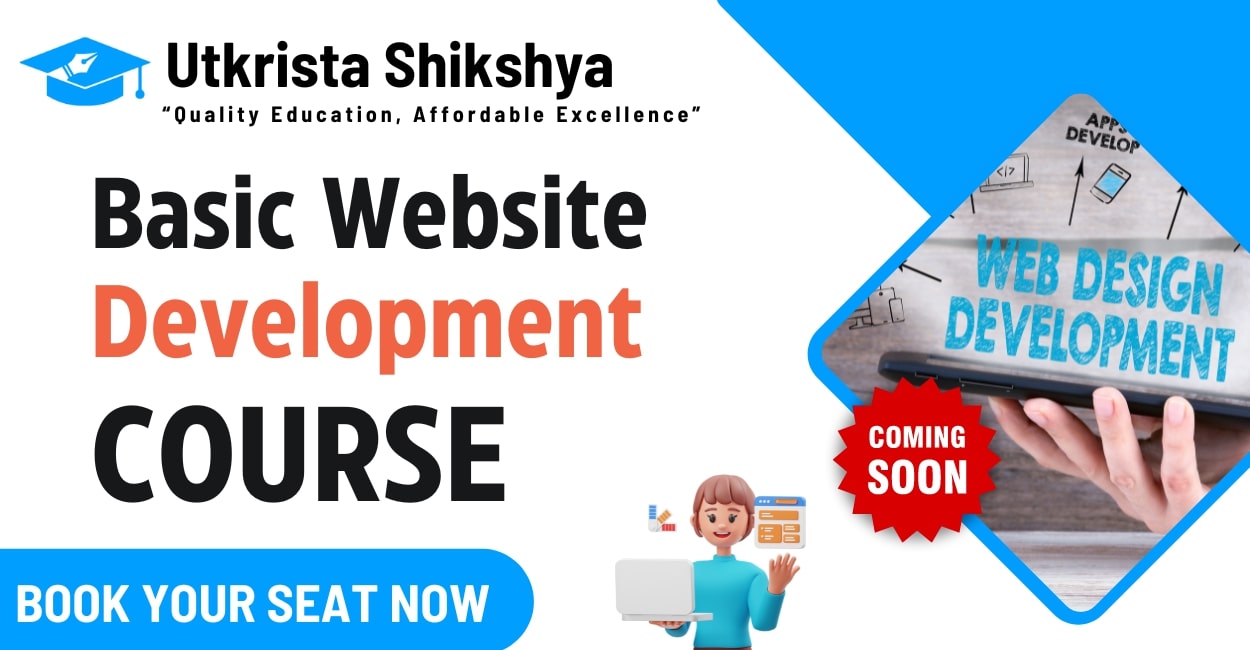 Utkrista Shikshya
“Quality Education, Affordable Excellence”
Basic Website
Development
COURSE
BOOK YOUR SEAT NOW
APPS
DEVELOP
</>
WEB DESIGN
DEVELOPMENT
COMING
SOON